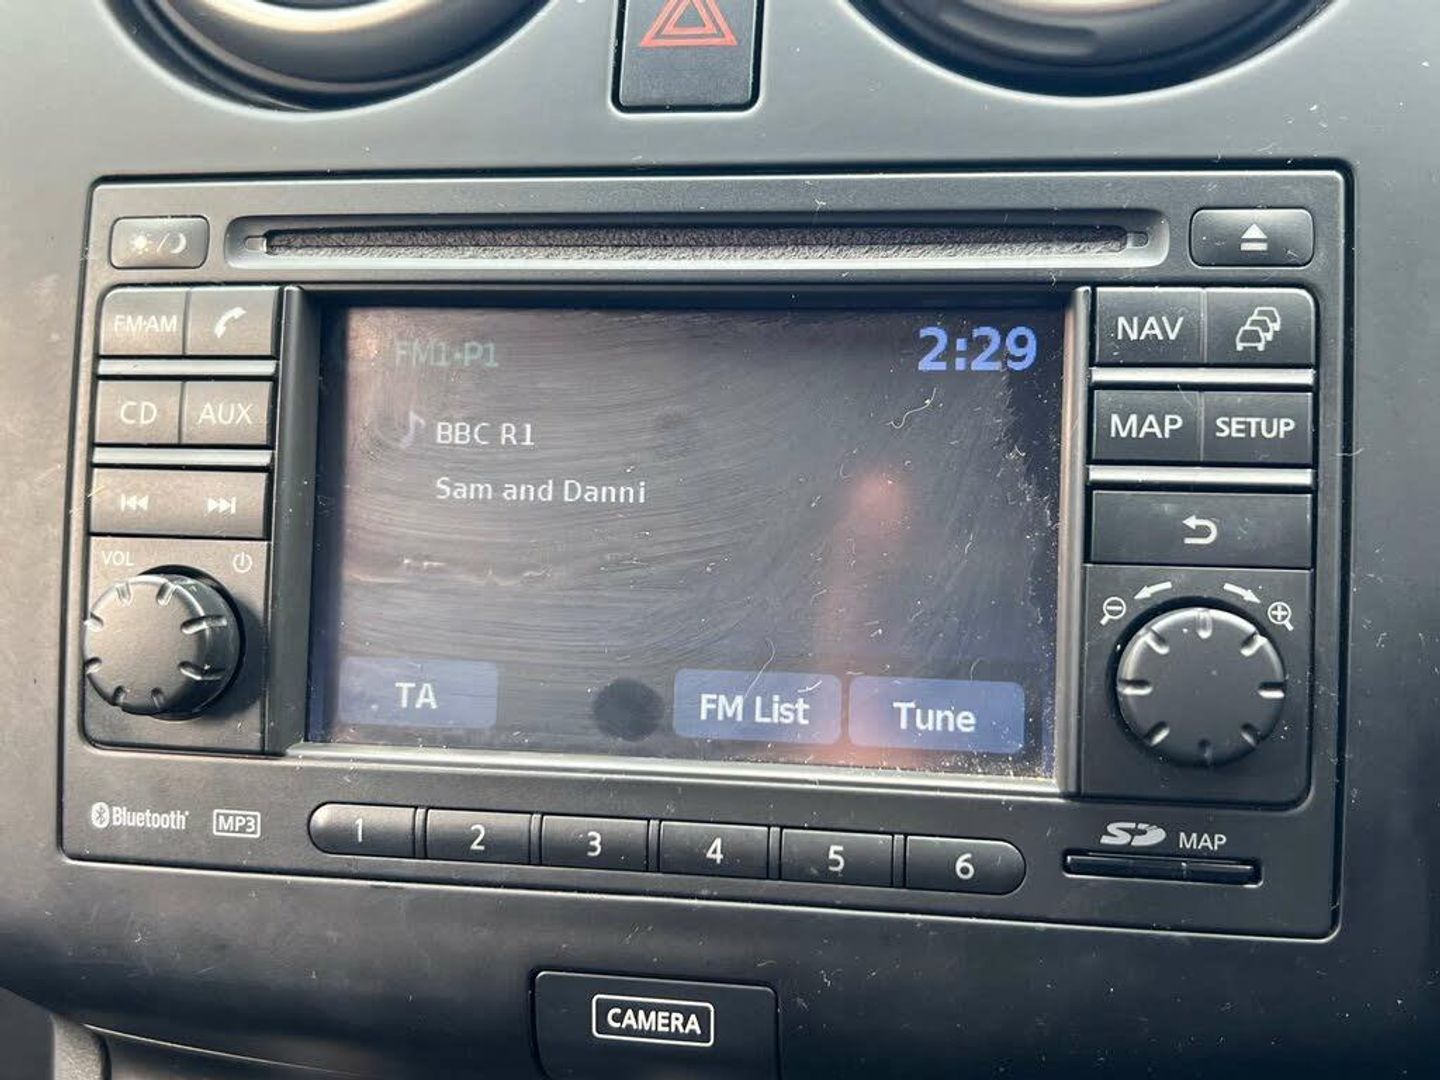 FM·AM
CD
AUX
VOL
FM1·P1
2:29
BBC R1
Sam and Danni
TA
FM List
Tune
NAV
MAP
SETUP
Bluetooth
MP3
1
2
3
4
5
6
SD
MAP
CAMERA